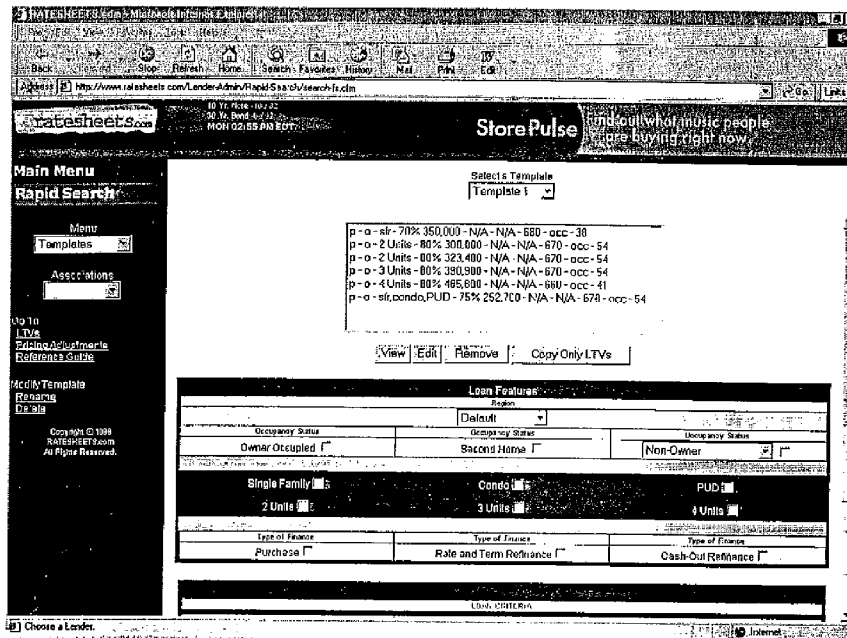 RATESHEETS.cdm - Microsoft Internet Explorer
Back
Stop Refresh Home Search Favorites History Mail Print Edit
Address http://www.ratesheets.com/Lender-Admin/Rapid-Search/search-fs.cfm Go Links
ratesheets.com
MON 02:55 PM EDT
StorePulse
Find out what music people are buying right now.
Main Menu
Rapid Search
Menu
Templates
Associations
Go To
LTVs
Pricing Adjustments
Reference Guide
Modify Template
Rename
Delete
Copyright © 1999
RATESHEETS.com
All Rights Reserved.
Select a Template
Template 1
p - o - sfr - 70% 350,000 - N/A - N/A - 680 - occ - 38
p - o - 2 Units - 80% 300,000 - N/A - N/A - 670 - occ - 54
p - o - 2 Units - 80% 323,400 - N/A - N/A - 670 - occ - 54
p - o - 3 Units - 80% 390,900 - N/A - N/A - 670 - occ - 54
p - o - 4 Units - 80% 485,800 - N/A - N/A - 660 - occ - 41
p - o - sfr,condo,PUD - 75% 252,700 - N/A - N/A - 670 - occ - 54
View Edit Remove Copy Only LTVs
Loan Features
Region
Default
Occupancy Status Occupancy Status Occupancy Status
Owner Occupied Second Home Non-Owner
Single Family Condo PUD
2 Units 3 Units 4 Units
Type of Finance Type of Finance Type of Finance
Purchase Rate and Term Refinance Cash-Out Refinance
LOAN CRITERIA
Choose a Lender. Internet